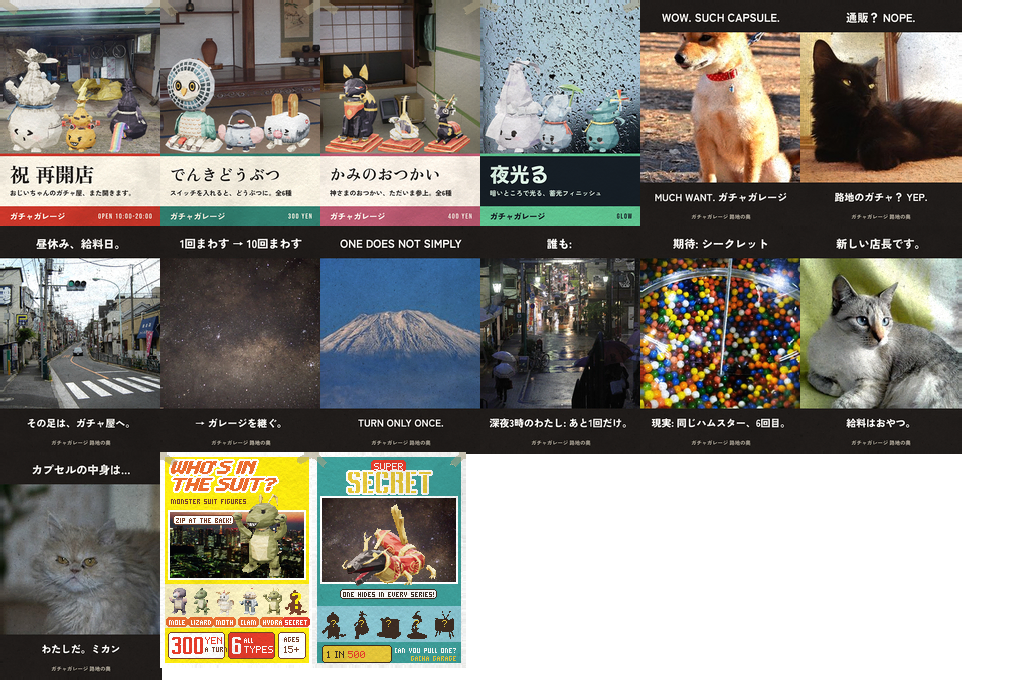 祝 再開店
おじいちゃんのガチャ屋、また開きます。
ガチャガレージ
OPEN 10:00-20:00
でんきどうぶつ
スイッチを入れると、どうぶつに。全6種
ガチャガレージ
300 YEN
かみのおつかい
神さまのおつかい、ただいま参上。全6種
ガチャガレージ
400 YEN
夜光る
暗いところで光る、蓄光フィニッシュ
ガチャガレージ
GLOW
WOW. SUCH CAPSULE.
MUCH WANT. ガチャガレージ
ガチャガレージ 路地の奥
通販？ NOPE.
路地のガチャ？ YEP.
ガチャガレージ 路地の奥
昼休み、給料日。
その足は、ガチャ屋へ。
ガチャガレージ 路地の奥
1回まわす → 10回まわす
→ ガレージを継ぐ。
ガチャガレージ 路地の奥
ONE DOES NOT SIMPLY
TURN ONLY ONCE.
ガチャガレージ 路地の奥
誰も:
深夜3時のわたし: あと1回だけ。
ガチャガレージ 路地の奥
期待: シークレット
現実: 同じハムスター、6回目。
ガチャガレージ 路地の奥
新しい店長です。
給料はおやつ。
ガチャガレージ 路地の奥
カプセルの中身は…
わたしだ。ミカン
ガチャガレージ 路地の奥
WHO'S IN
THE SUIT?
MONSTER SUIT FIGURES
ZIP AT THE BACK!
MOLE LIZARD MOTH CLAM HYDRA SECRET
300 YEN
A TURN
6 ALL
TYPES
AGES
15+
SUPER
SECRET
ONE HIDES IN EVERY SERIES!
1 IN 500
CAN YOU PULL ONE?
GACHA GARAGE